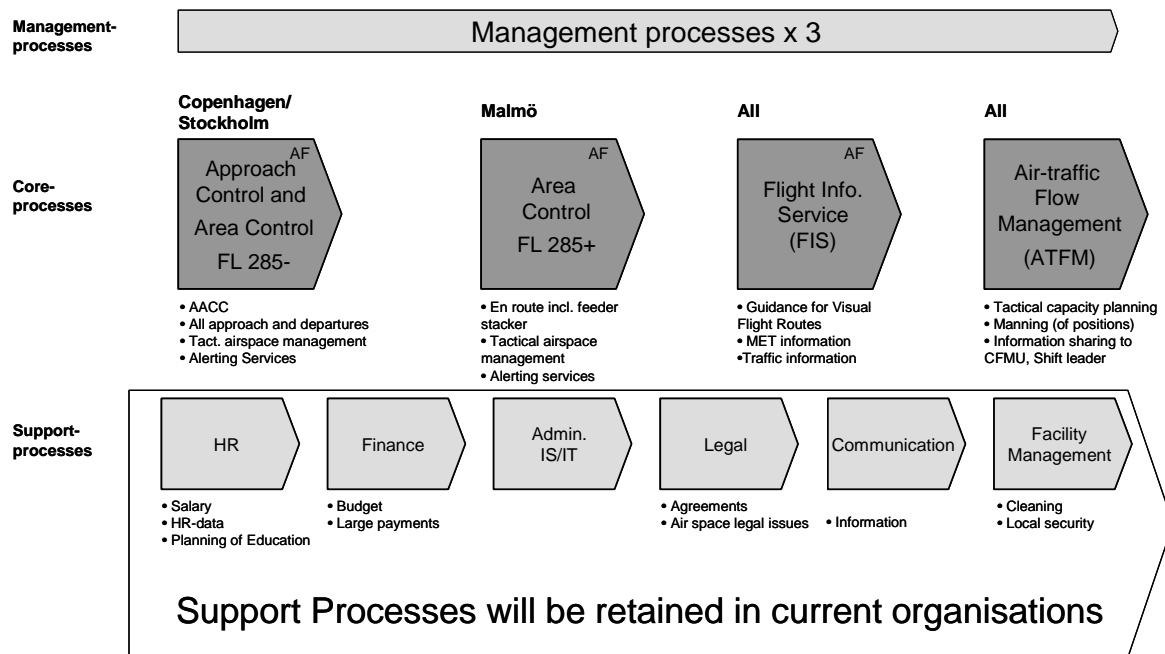 Management-
processes
Management processes x 3
Copenhagen/
Stockholm
Malmö
All
All
Core-
processes
AF
Approach
Control and
Area Control
FL 285-
AF
Area
Control
FL 285+
AF
Flight Info.
Service
(FIS)
Air-traffic
Flow
Management
(ATFM)
• AACC
• All approach and departures
• Tact. airspace management
• Alerting Services
• En route incl. feeder
stacker
• Tactical airspace
management
• Alerting services
• Guidance for Visual
Flight Routes
• MET information
•Traffic information
• Tactical capacity planning
• Manning (of positions)
• Information sharing to
CFMU, Shift leader
Support-
processes
HR
Finance
Admin.
IS/IT
Legal
Communication
Facility
Management
• Salary
• HR-data
• Planning of Education
• Budget
• Large payments
• Agreements
• Air space legal issues
• Information
• Cleaning
• Local security
Support Processes will be retained in current organisations